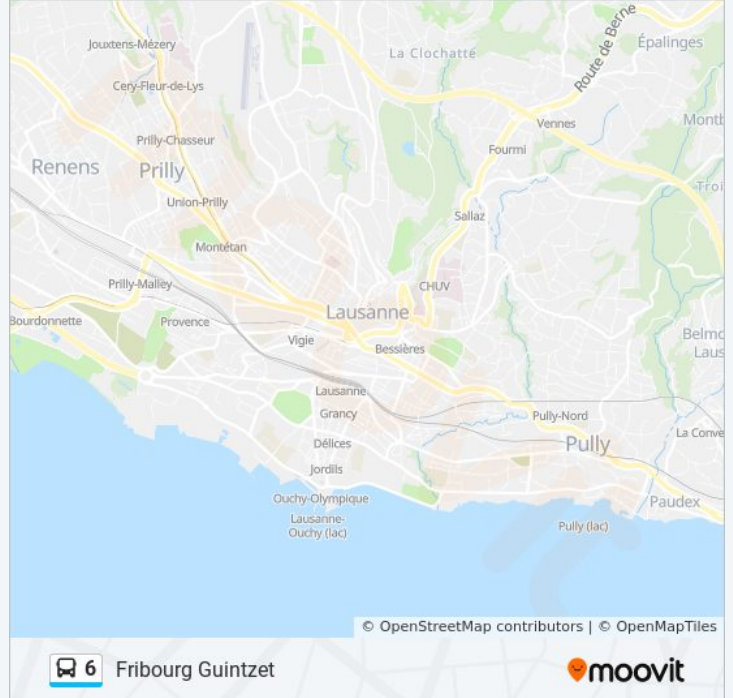 Route de Berne
Épalinges
Jouxtens-Mézery
La Clochatte
Cery-Fleur-de-Lys
Vennes
Montb
Prilly-Chasseur
Fourmi
Renens
Prilly
Troi
Union-Prilly
Sallaz
Montétan
Prilly-Malley
CHUV
Lausanne
Bourdonnette
Provence
Belmo
Laus
Vigie
Bessières
Lausanne
Grancy
Pully-Nord
La Conve
Délices
Pully
Jordils
Ouchy-Olympique
Paudex
Lausanne-
Ouchy (lac)
Pully (lac)
© OpenStreetMap contributors | © OpenMapTiles
6 Fribourg Guintzet
moovit